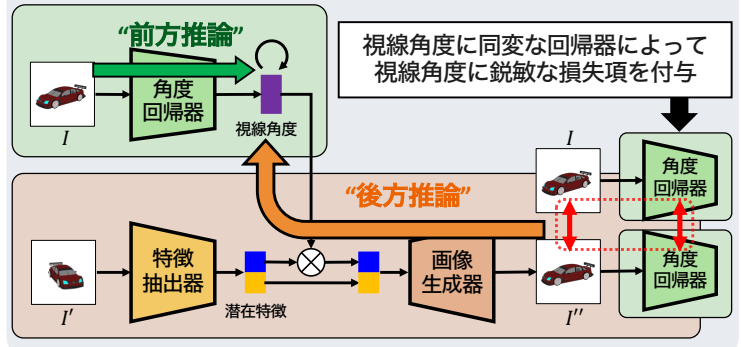 “前方推論”
視線角度に同変な回帰器によって
視線角度に鋭敏な損失項を付与
角度
回帰器
I
視線角度
I
角度
回帰器
“後方推論”
特徴
抽出器
画像
生成器
角度
回帰器
I′
潜在特徴
I′′